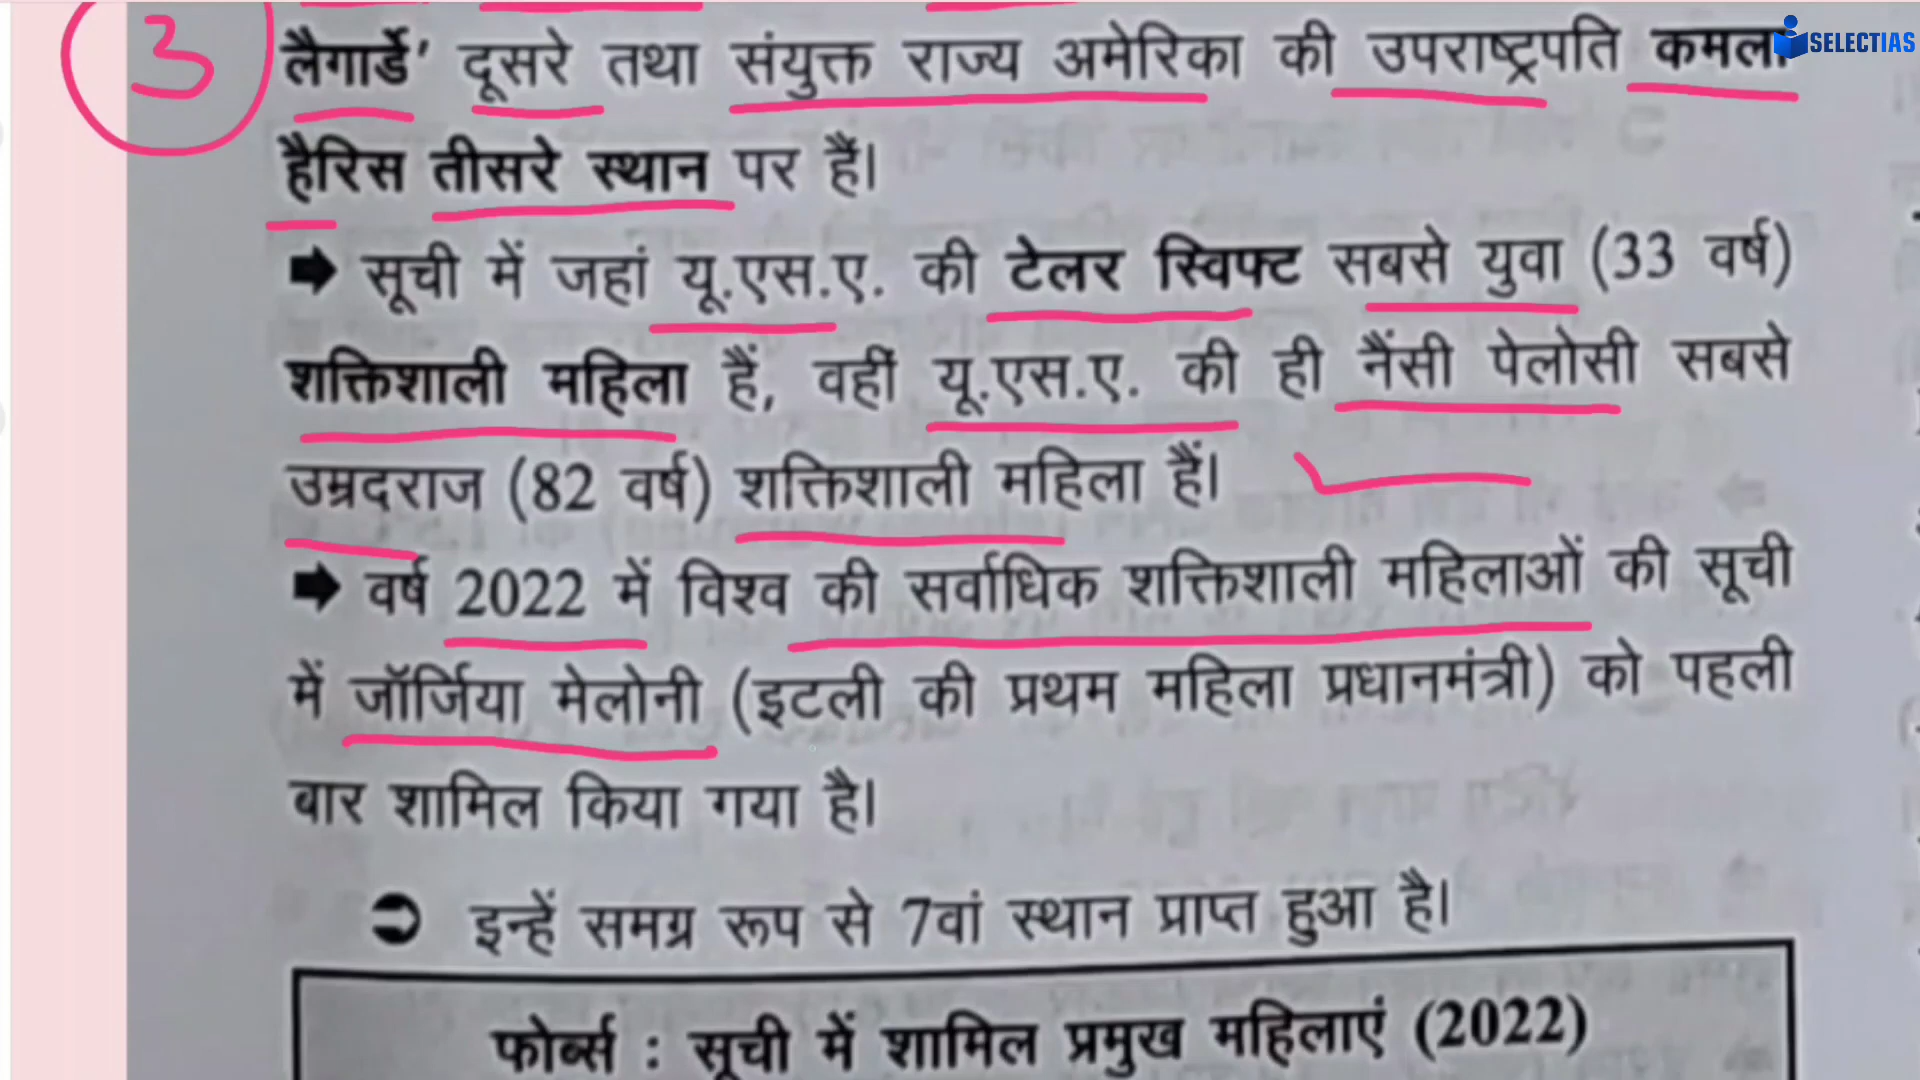 3
SELECTIAS
लैगार्डे' दूसरे तथा संयुक्त राज्य अमेरिका की उपराष्ट्रपति कमला
हैरिस तीसरे स्थान पर हैं।
➡ सूची में जहां यू.एस.ए. की टेलर स्विफ्ट सबसे युवा (33 वर्ष)
शक्तिशाली महिला हैं, वहीं यू.एस.ए. की ही नैंसी पेलोसी सबसे
उम्रदराज (82 वर्ष) शक्तिशाली महिला हैं।
➡ वर्ष 2022 में विश्व की सर्वाधिक शक्तिशाली महिलाओं की सूची
में जॉर्जिया मेलोनी (इटली की प्रथम महिला प्रधानमंत्री) को पहली
बार शामिल किया गया है।
➲ इन्हें समग्र रूप से 7वां स्थान प्राप्त हुआ है।
फोर्ब्स : सूची में शामिल प्रमुख महिलाएं (2022)